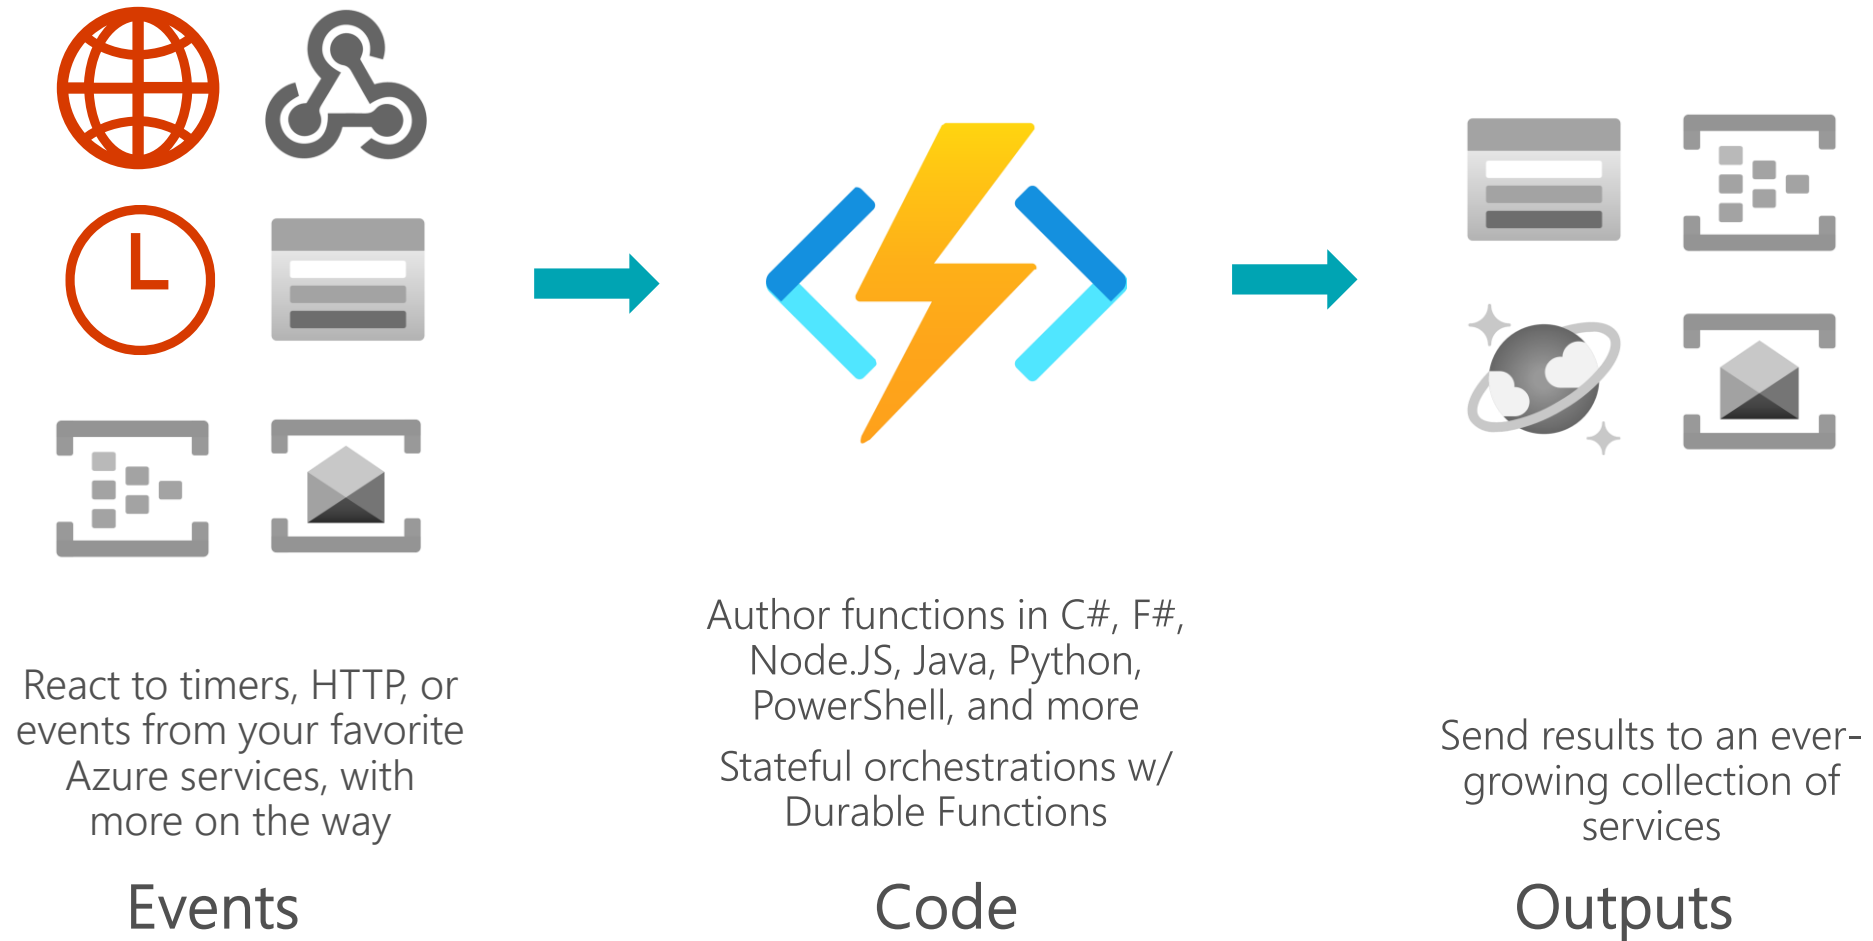 React to timers, HTTP, or
events from your favorite
Azure services, with
more on the way
Events
Author functions in C#, F#,
Node.JS, Java, Python,
PowerShell, and more
Stateful orchestrations w/
Durable Functions
Code
Send results to an ever-
growing collection of
services
Outputs